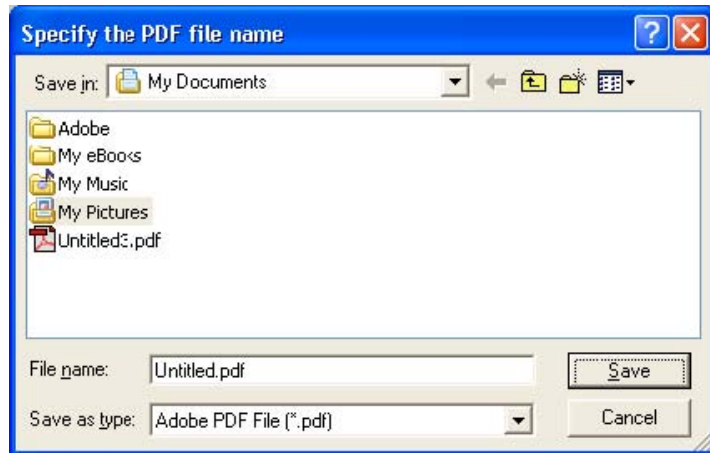 Specify the PDF file name
Save in: My Documents
Adobe
My eBooks
My Music
My Pictures
Untitled3.pdf
File name: Untitled.pdf Save
Save as type: Adobe PDF File (*.pdf) Cancel